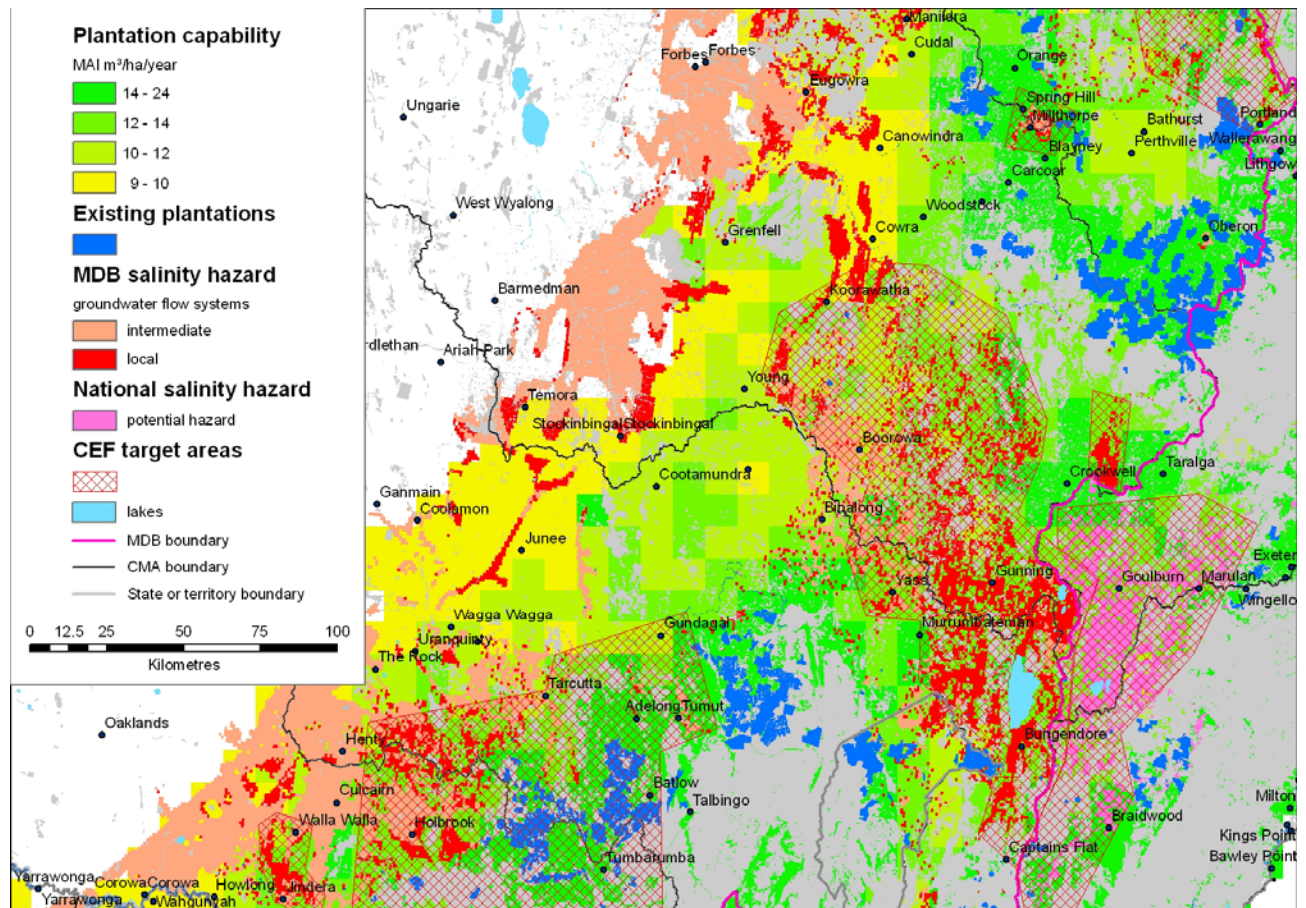 Plantation capability
MAI m³/ha/year
14 - 24
12 - 14
10 - 12
9 - 10
Existing plantations
MDB salinity hazard
groundwater flow systems
intermediate
local
National salinity hazard
potential hazard
CEF target areas
lakes
MDB boundary
CMA boundary
State or territory boundary
0 12.5 25 50 75 100
Kilometres
Manildra
Cudal
Forbes Forbes
Orange
Eugowra
Ungarie
Spring Hill
Millthorpe
Portland
Bathurst
Canowindra
Perthville
Wallerawang
Blayney
Lithgow
Carcoar
West Wyalong
Woodstock
Grenfell
Cowra
Oberon
Barmedman
Koorawatha
rdlethan
Ariah Park
Young
Temora
Stockinbingal Stockinbingal
Boorowa
Crookwell
Taralga
Cootamundra
Ganmain
Coolamon
Binalong
Junee
Exeter
Gunning
Goulburn
Marulan
Yass
Wingello
Wagga Wagga
Gundagai
Murrumbateman
Uranquinty
The Rock
Tarcutta
Adelong Tumut
Oaklands
Henty
Bungendore
Batlow
Culcairn
Talbingo
Milton
Walla Walla
Holbrook
Braidwood
Kings Point
Captains Flat
Bawley Point
Tumbarumba
Yarrawonga
Corowa Corowa
Howlong
Jindera
Yarrawonga
Wahgunyah